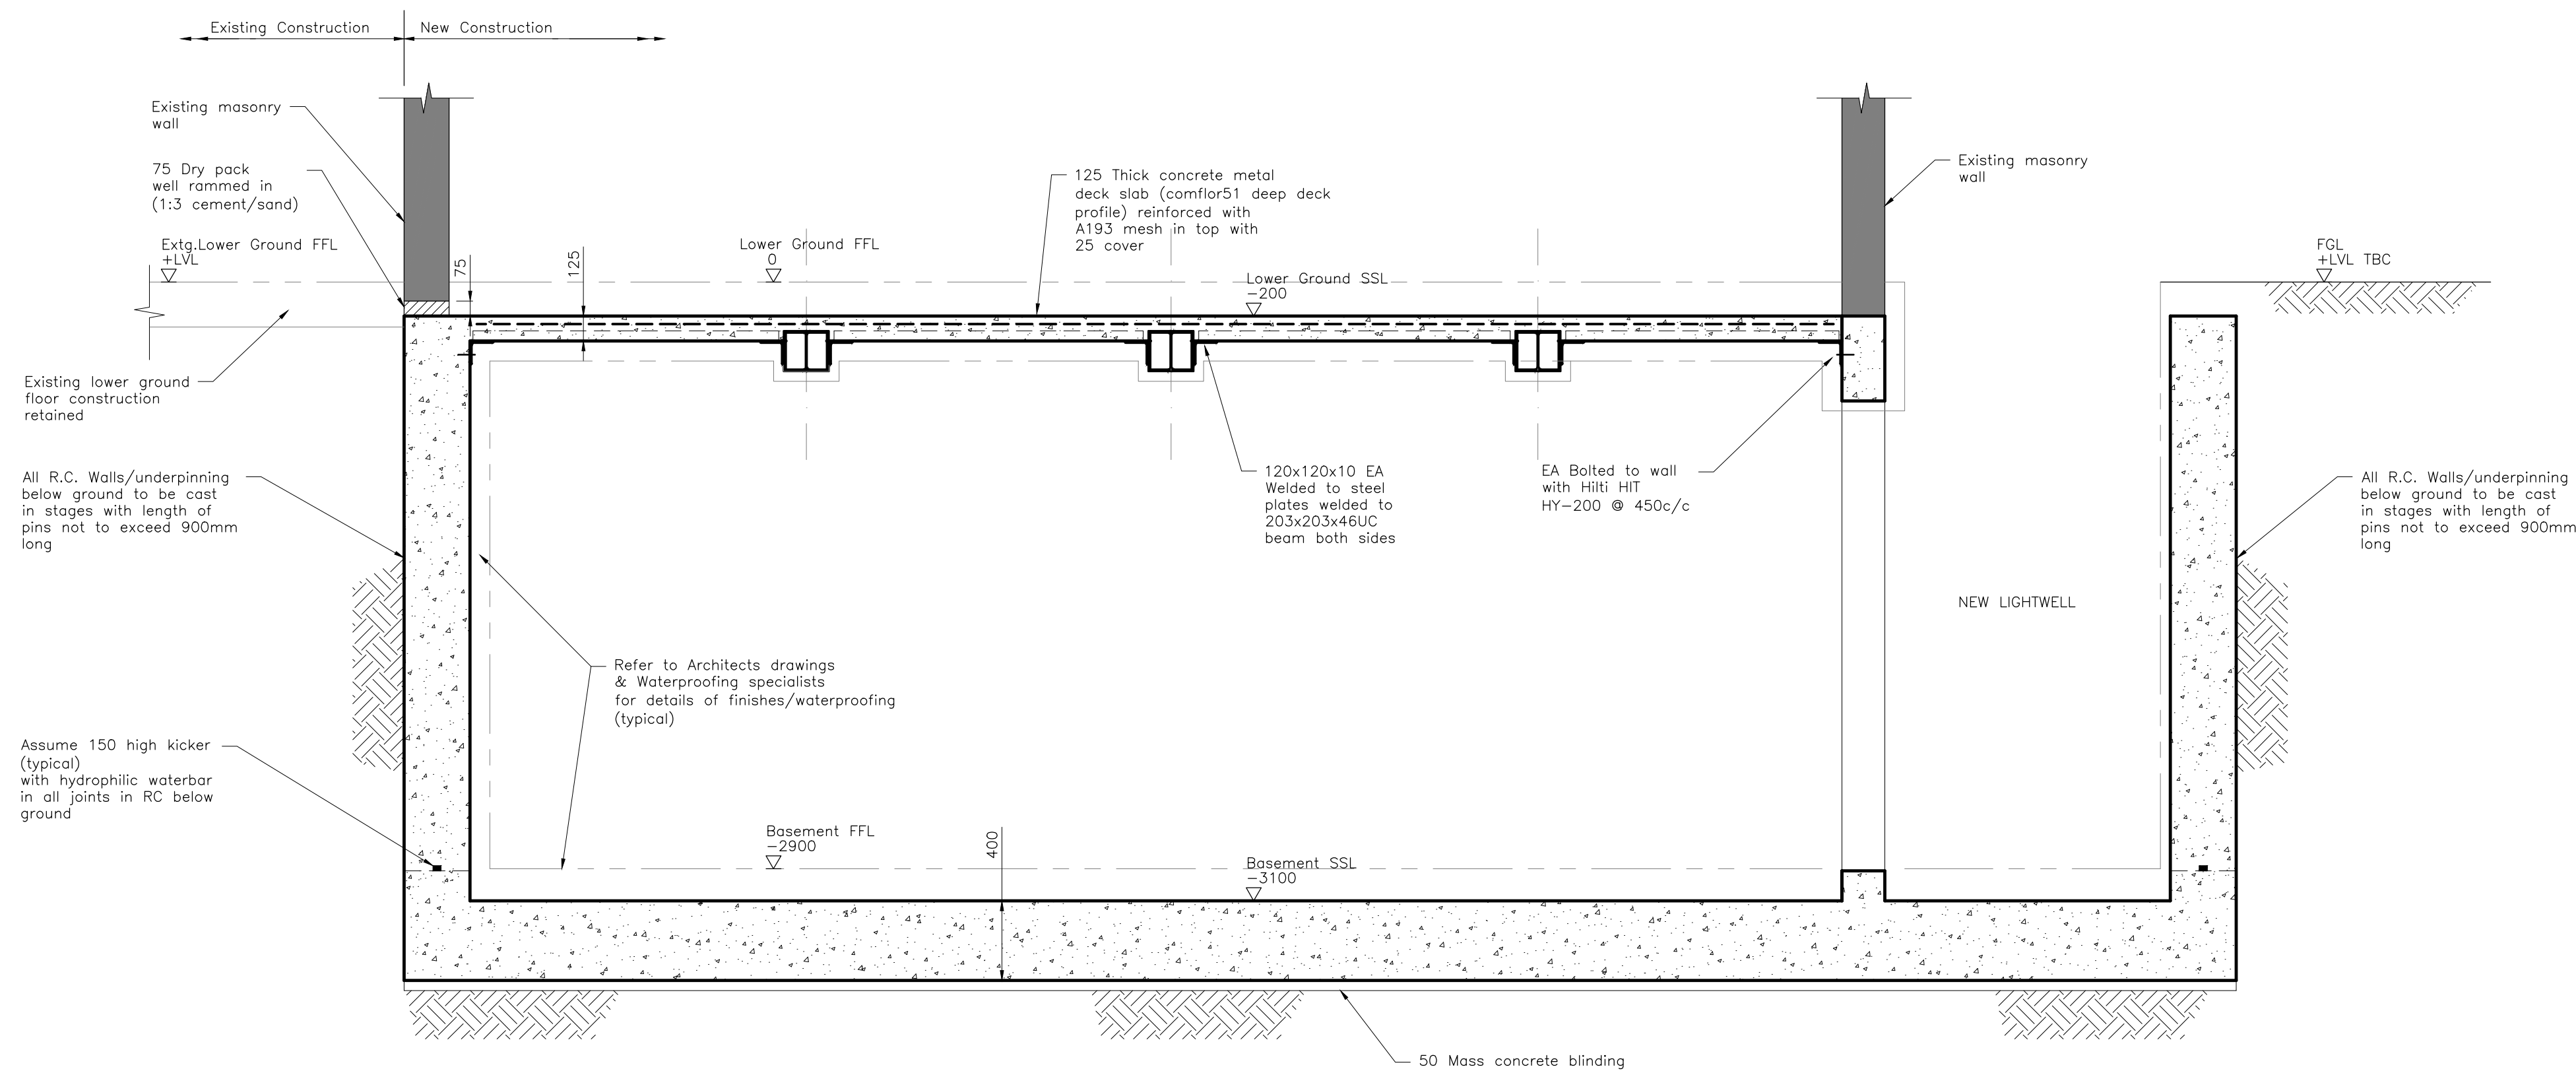 Existing Construction
New Construction
Existing masonry
wall
75 Dry pack
well rammed in
(1:3 cement/sand)
Extg.Lower Ground FFL
+LVL
75
125
Lower Ground FFL
0
125 Thick concrete metal
deck slab (comflor51 deep deck
profile) reinforced with
A193 mesh in top with
25 cover
Lower Ground SSL
-200
Existing masonry
wall
FGL
+LVL TBC
Existing lower ground
floor construction
retained
All R.C. Walls/underpinning
below ground to be cast
in stages with length of
pins not to exceed 900mm
long
120x120x10 EA
Welded to steel
plates welded to
203x203x46UC
beam both sides
EA Bolted to wall
with Hilti HIT
HY-200 @ 450c/c
All R.C. Walls/underpinning
below ground to be cast
in stages with length of
pins not to exceed 900mm
long
NEW LIGHTWELL
Refer to Architects drawings
& Waterproofing specialists
for details of finishes/waterproofing
(typical)
Assume 150 high kicker
(typical)
with hydrophilic waterbar
in all joints in RC below
ground
Basement FFL
-2900
400
Basement SSL
-3100
50 Mass concrete blinding